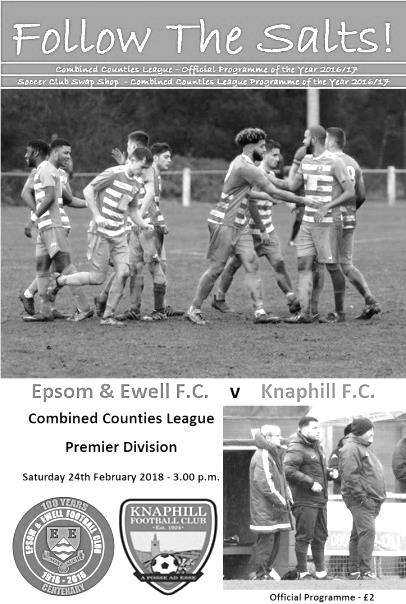 Follow The Salts!
Combined Counties League - Official Programme of the Year 2016/17
Soccer Club Swap Shop - Combined Counties League Programme of the Year 2016/17
Epsom & Ewell F.C. v Knaphill F.C.
Combined Counties League
Premier Division
Saturday 24th February 2018 - 3.00 p.m.
100 YEARS
EPSOM & EWELL FOOTBALL CLUB
E E
1918 - 2018
CENTENARY
KNAPHILL
FOOTBALL CLUB
Est. 1924
A POSSE AD ESSE
Official Programme - £2